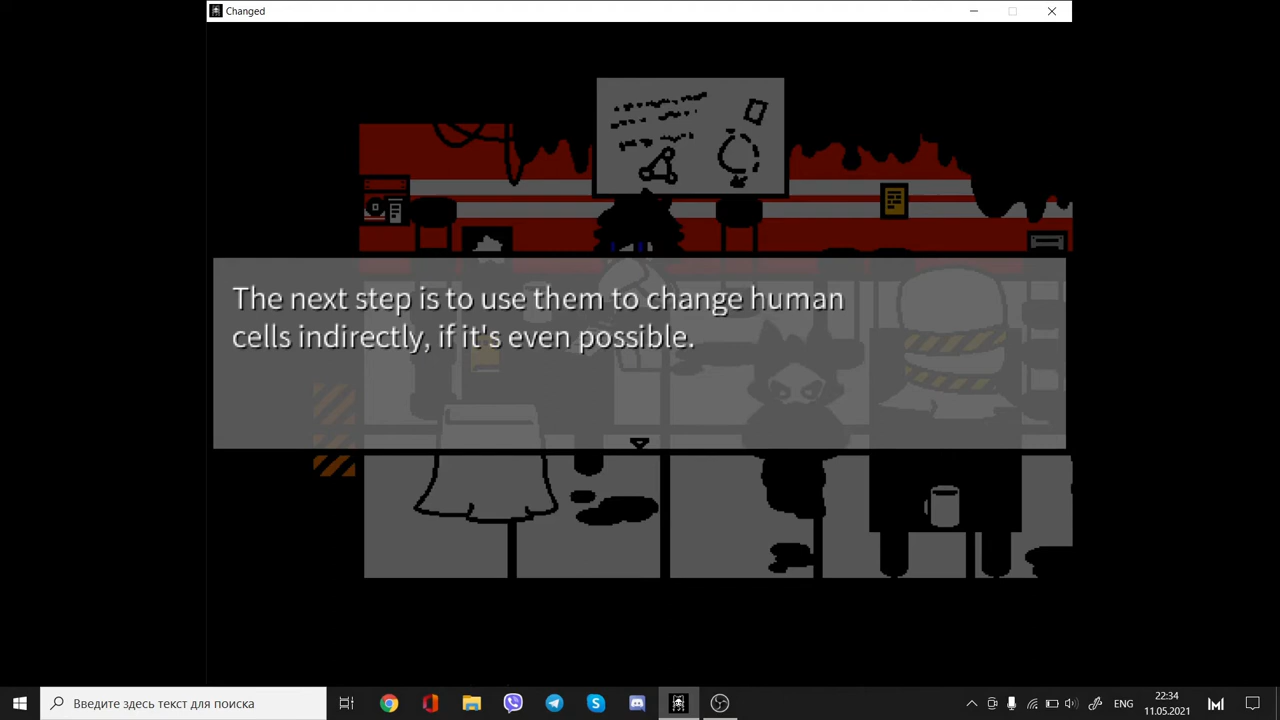 Changed
The next step is to use them to change human
cells indirectly, if it's even possible.
Введите здесь текст для поиска
ENG
22:34
11.05.2021